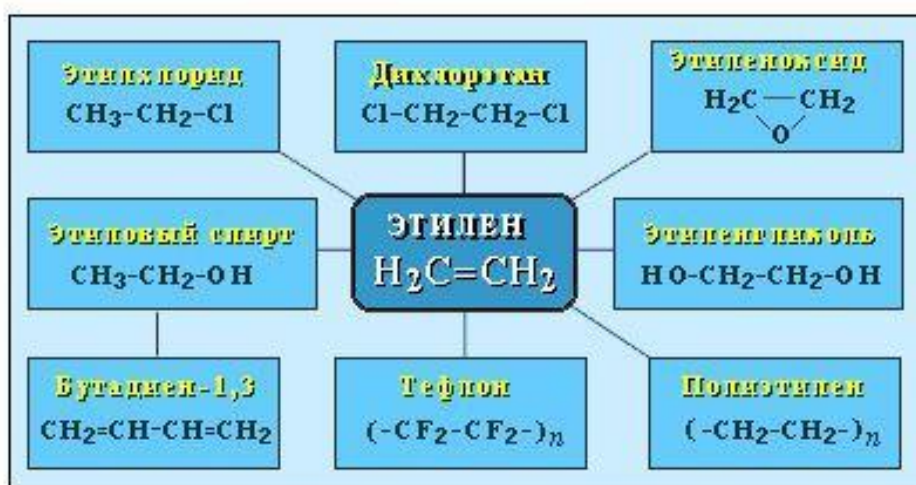 Этилхлорид
CH₃-CH₂-Cl
Дихлорэтан
Cl-CH₂-CH₂-Cl
Этиленоксид
H₂C — CH₂
O
Этиловый спирт
CH₃-CH₂-OH
ЭТИЛЕН
H₂C=CH₂
Этиленгликоль
HO-CH₂-CH₂-OH
Бутадиен-1,3
CH₂=CH-CH=CH₂
Тефлон
(-CF₂-CF₂-)n
Полиэтилен
(-CH₂-CH₂-)n